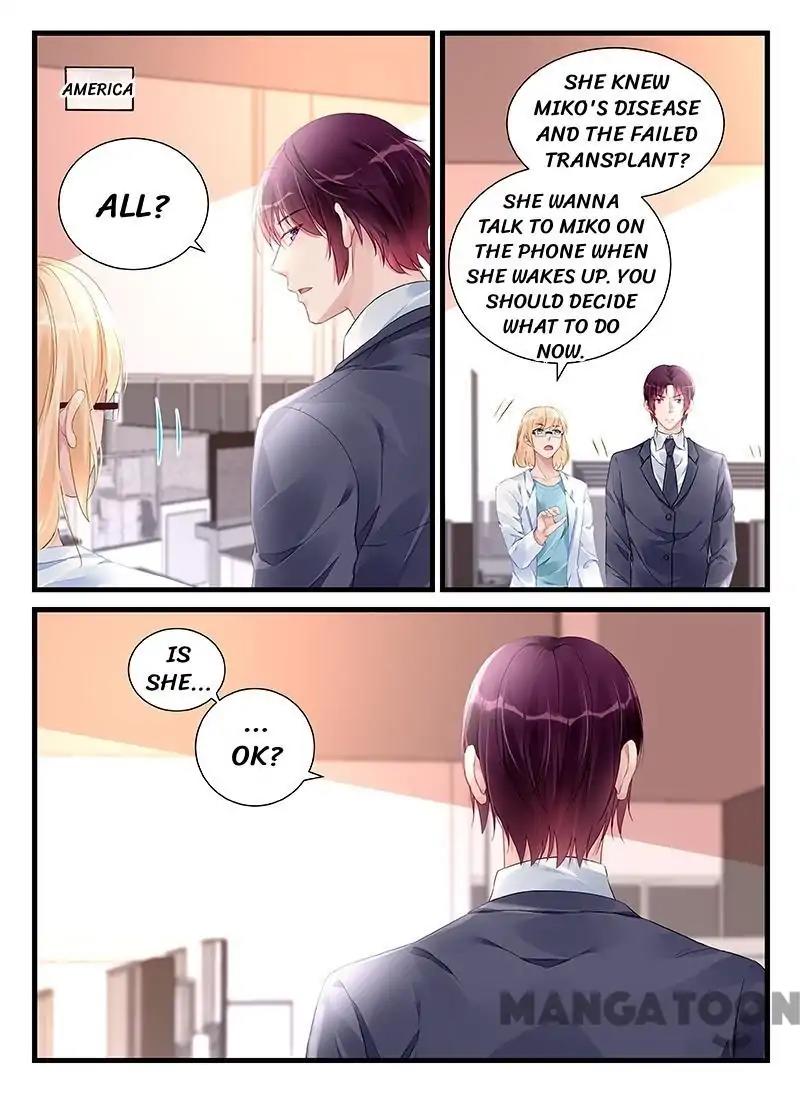 AMERICA
ALL?
SHE KNEW
MIKO'S DISEASE
AND THE FAILED
TRANSPLANT?
SHE WANNA
TALK TO MIKO ON
THE PHONE WHEN
SHE WAKES UP. YOU
SHOULD DECIDE
WHAT TO DO
NOW.
IS
SHE...
...
OK?
MANGATOON